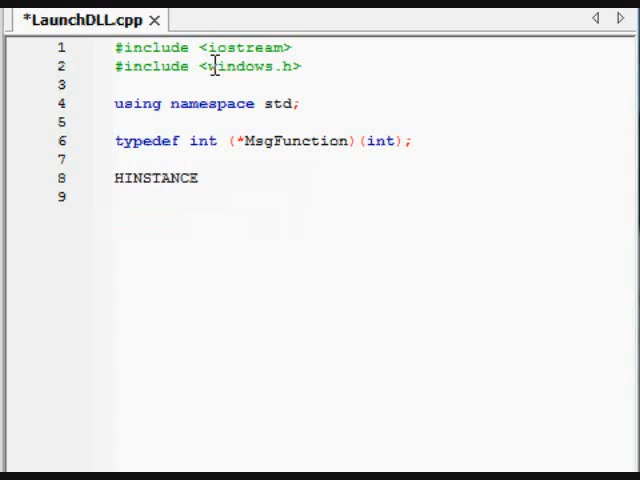 *LaunchDLL.cpp
1 #include <iostream>
2 #include <windows.h>
3
4 using namespace std;
5
6 typedef int (*MsgFunction)(int);
7
8 HINSTANCE
9